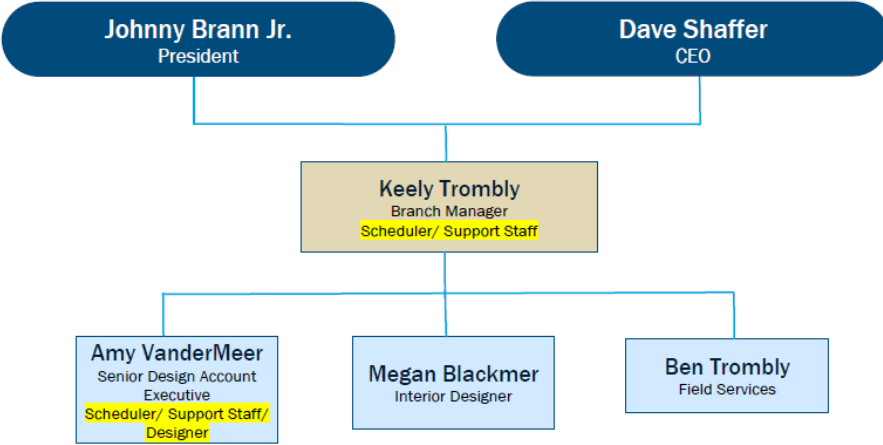 Johnny Brann Jr.
President
Dave Shaffer
CEO
Keely Trombly
Branch Manager
Scheduler/ Support Staff
Amy VanderMeer
Senior Design Account
Executive
Scheduler/ Support Staff/
Designer
Megan Blackmer
Interior Designer
Ben Trombly
Field Services